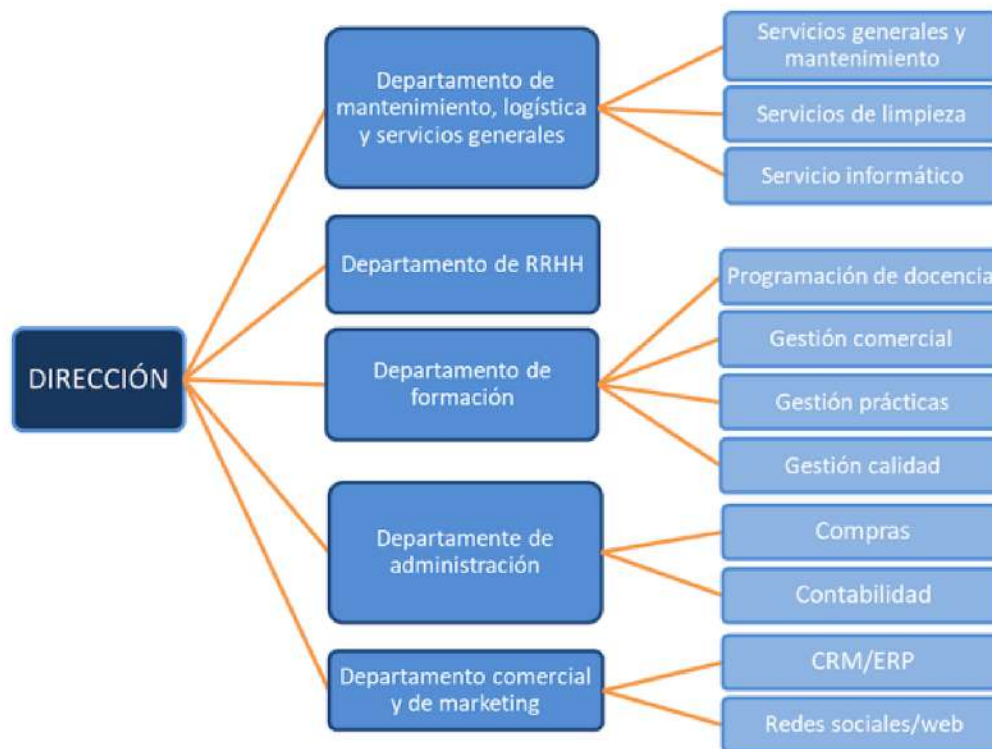 DIRECCIÓN
Departamento de
mantenimiento, logística
y servicios generales
Servicios generales y
mantenimiento
Servicios de limpieza
Servicio informático
Departamento de RRHH
Departamento de
formación
Programación de docencia
Gestión comercial
Gestión prácticas
Gestión calidad
Departamente de
administración
Compras
Contabilidad
Departamento comercial
y de marketing
CRM/ERP
Redes sociales/web